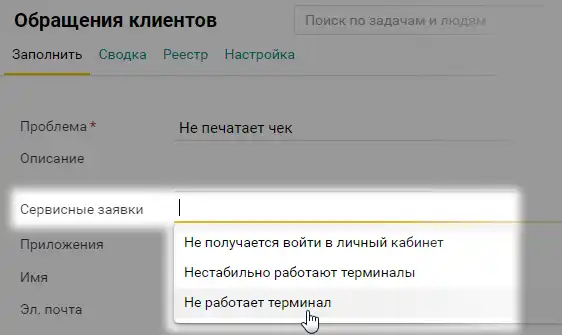 Обращения клиентов
Поиск по задачам и людям
Заполнить Сводка Реестр Настройка
Проблема * Не печатает чек
Описание
Сервисные заявки
Приложения
Не получается войти в личный кабинет
Имя
Нестабильно работают терминалы
Эл. почта
Не работает терминал